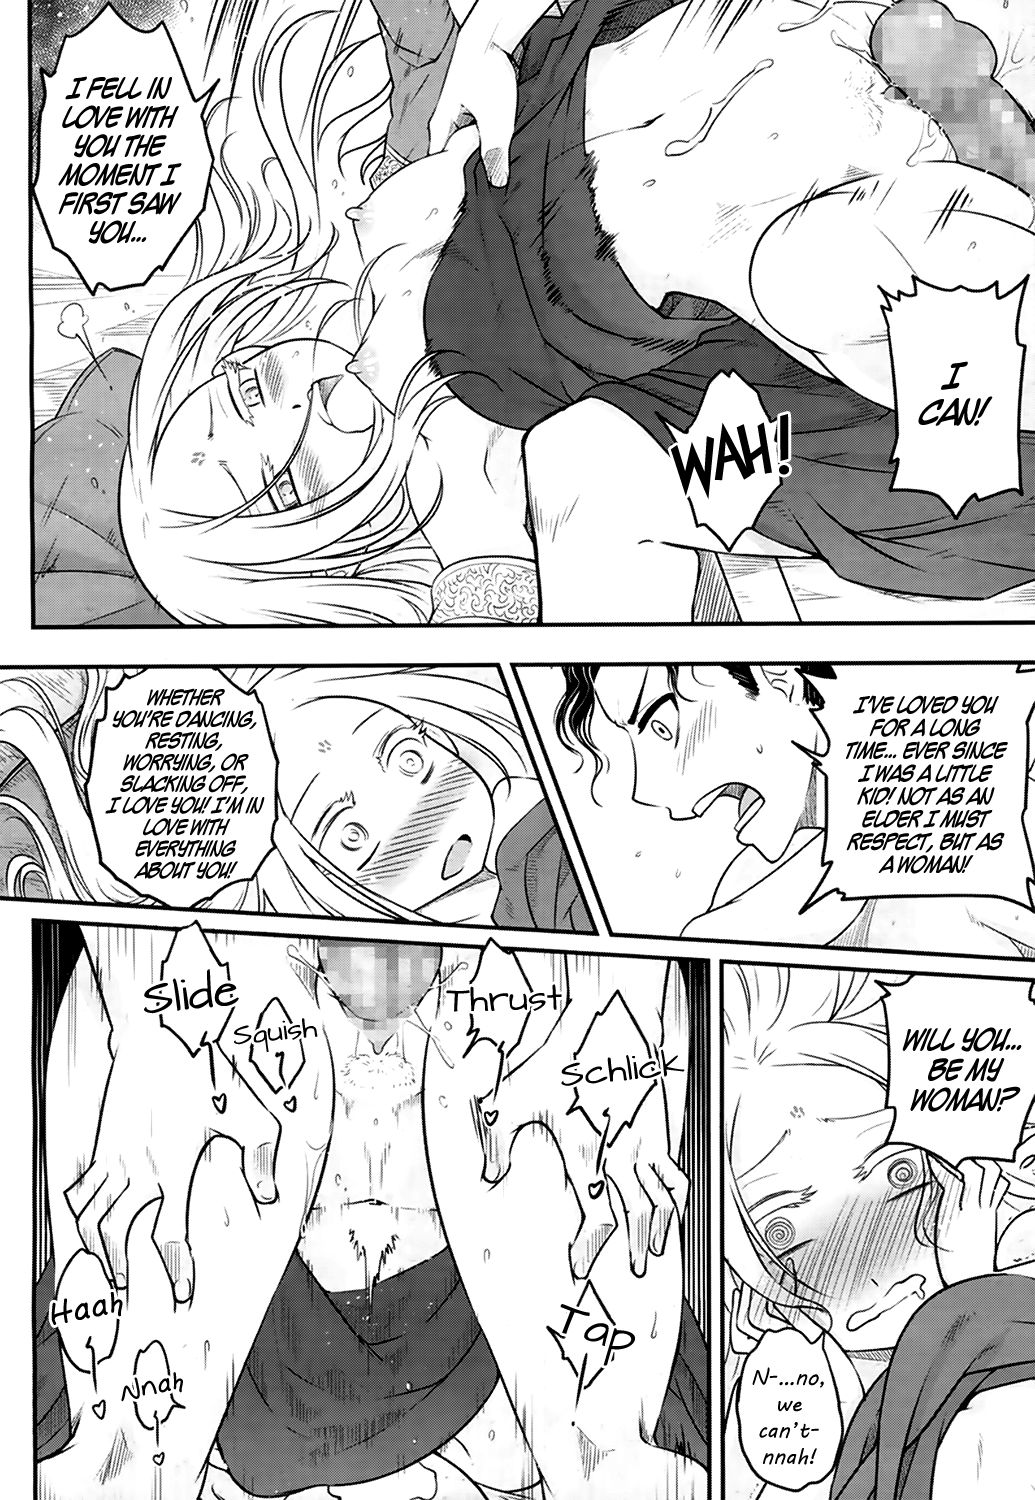 I
CAN!
WAH!
I FELL IN
LOVE WITH
YOU THE
MOMENT I
FIRST SAW
YOU...
I'VE LOVED YOU
FOR A LONG
TIME... EVER SINCE
I WAS A LITTLE
KID! NOT AS AN
ELDER I MUST
RESPECT, BUT AS
A WOMAN!
WHETHER
YOU'RE DANCING,
RESTING,
WORRYING, OR
SLACKING OFF,
I LOVE YOU! I'M IN
LOVE WITH
EVERYTHING
ABOUT YOU!
WILL YOU...
BE MY
WOMAN?
N-...no,
we
can't-
nnah!
Thrust
Schlick
Slide
Squish
Tap
Haah
Nnah